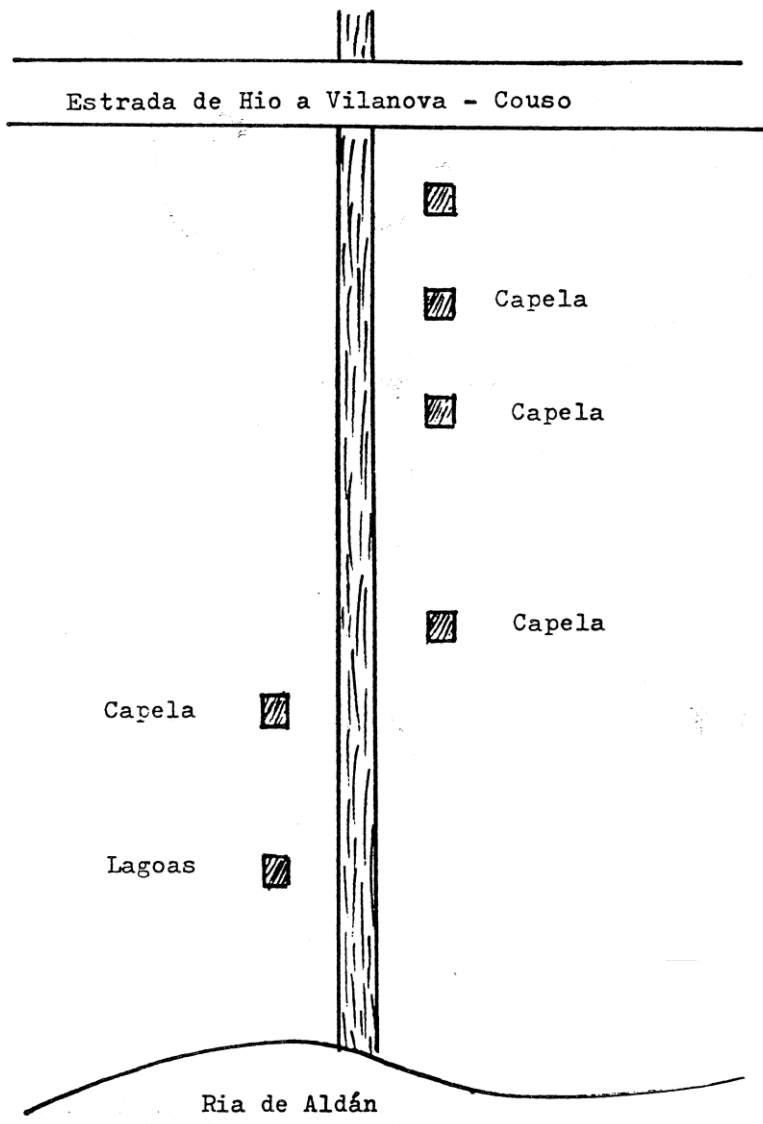 Estrada de Hio a Vilanova - Couso
Capela
Capela
Capela
Capela
Lagoas
Ria de Aldán